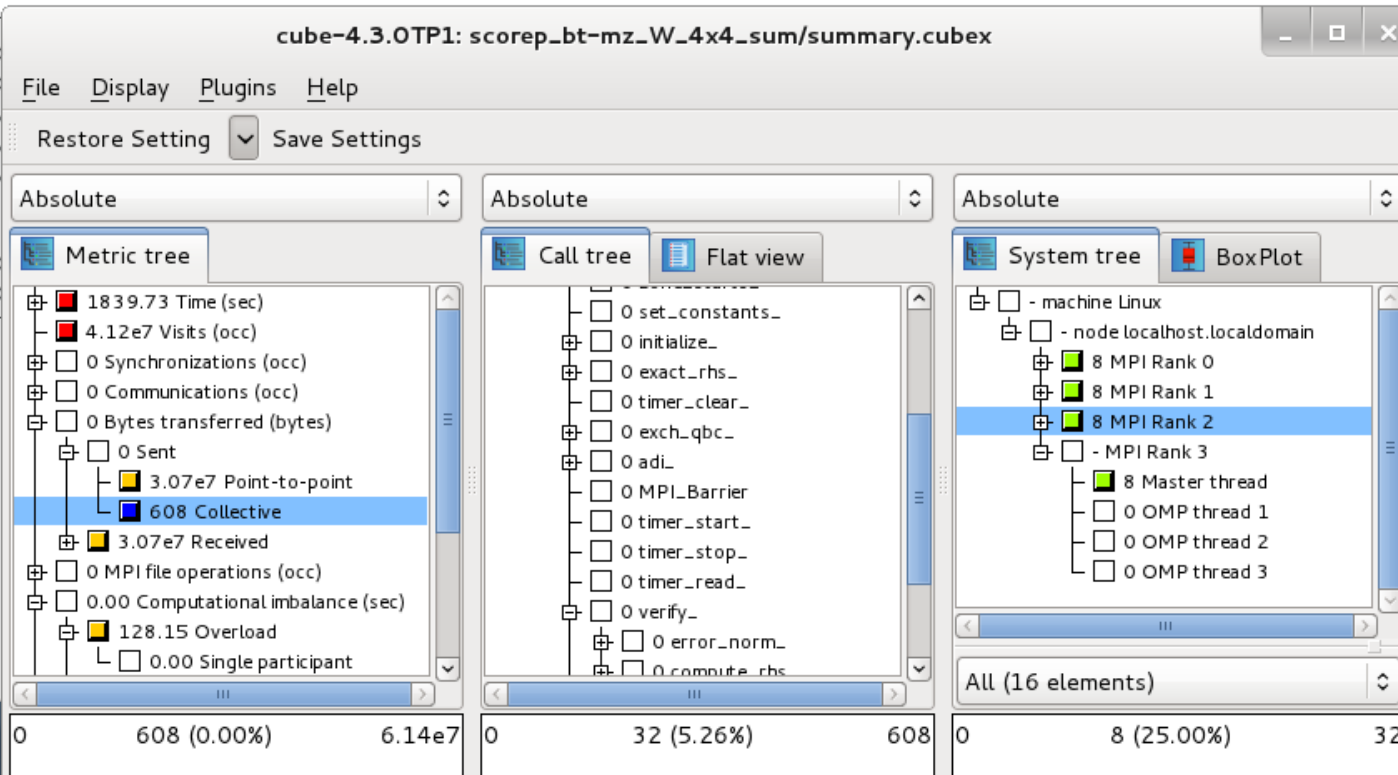 cube-4.3.0TP1: scorep_bt-mz_W_4x4_sum/summary.cubex
File Display Plugins Help
Restore Setting Save Settings
Absolute
Metric tree
1839.73 Time (sec)
4.12e7 Visits (occ)
0 Synchronizations (occ)
0 Communications (occ)
0 Bytes transferred (bytes)
0 Sent
3.07e7 Point-to-point
608 Collective
3.07e7 Received
0 MPI file operations (occ)
0.00 Computational imbalance (sec)
128.15 Overload
0.00 Single participant
0 608 (0.00%) 6.14e7
Absolute
Call tree Flat view
0 set_constants_
0 initialize_
0 exact_rhs_
0 timer_clear_
0 exch_qbc_
0 adi_
0 MPI_Barrier
0 timer_start_
0 timer_stop_
0 timer_read_
0 verify_
0 error_norm_
0 compute_rhs
0 32 (5.26%) 608
Absolute
System tree BoxPlot
- machine Linux
- node localhost.localdomain
8 MPI Rank 0
8 MPI Rank 1
8 MPI Rank 2
- MPI Rank 3
8 Master thread
0 OMP thread 1
0 OMP thread 2
0 OMP thread 3
All (16 elements)
0 8 (25.00%) 32